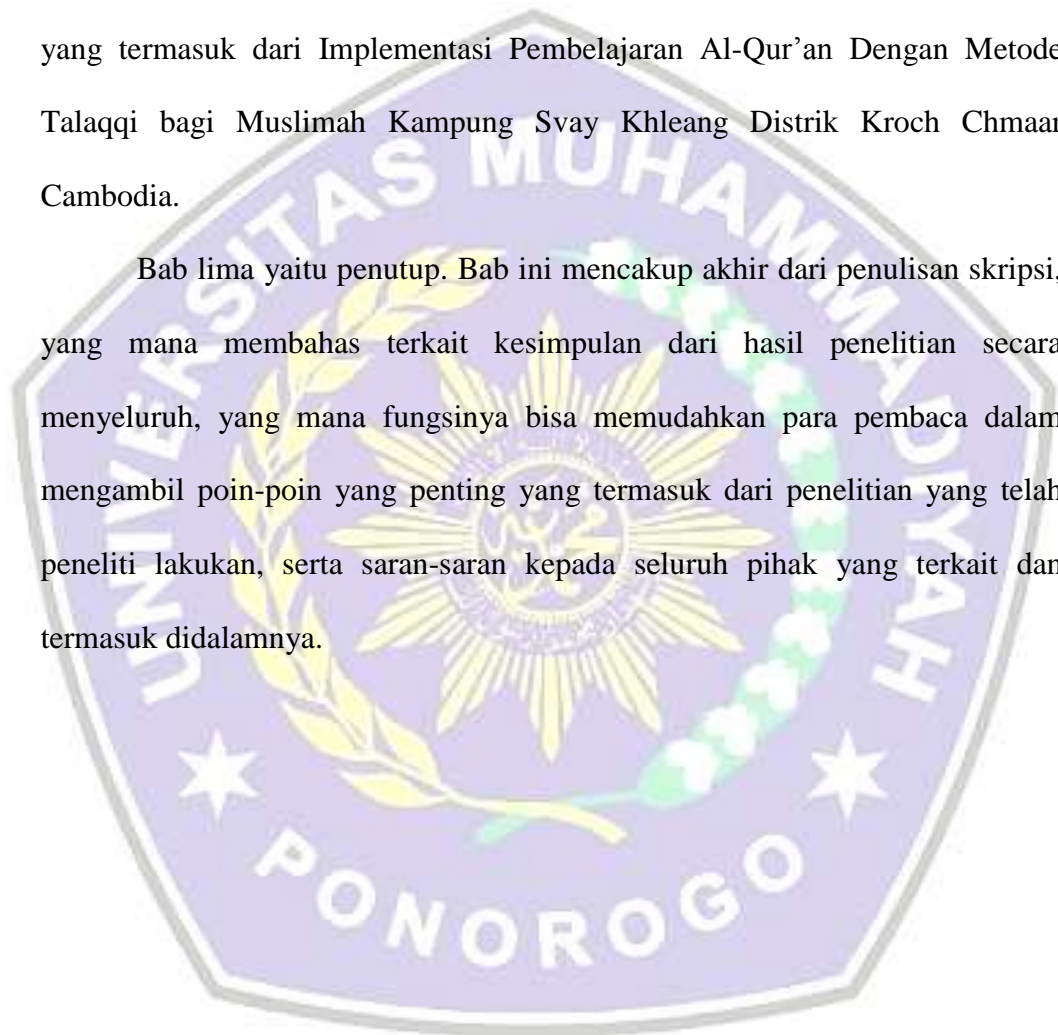 yang termasuk dari Implementasi Pembelajaran Al-Qur’an Dengan Metode
Talaqqi bagi Muslimah Kampung Svay Khleang Distrik Kroch Chmaar
Cambodia.
Bab lima yaitu penutup. Bab ini mencakup akhir dari penulisan skripsi,
yang mana membahas terkait kesimpulan dari hasil penelitian secara
menyeluruh, yang mana fungsinya bisa memudahkan para pembaca dalam
mengambil poin-poin yang penting yang termasuk dari penelitian yang telah
peneliti lakukan, serta saran-saran kepada seluruh pihak yang terkait dan
termasuk didalamnya.
UNIVERSITAS MUHAMMADIYAH
PONOROGO